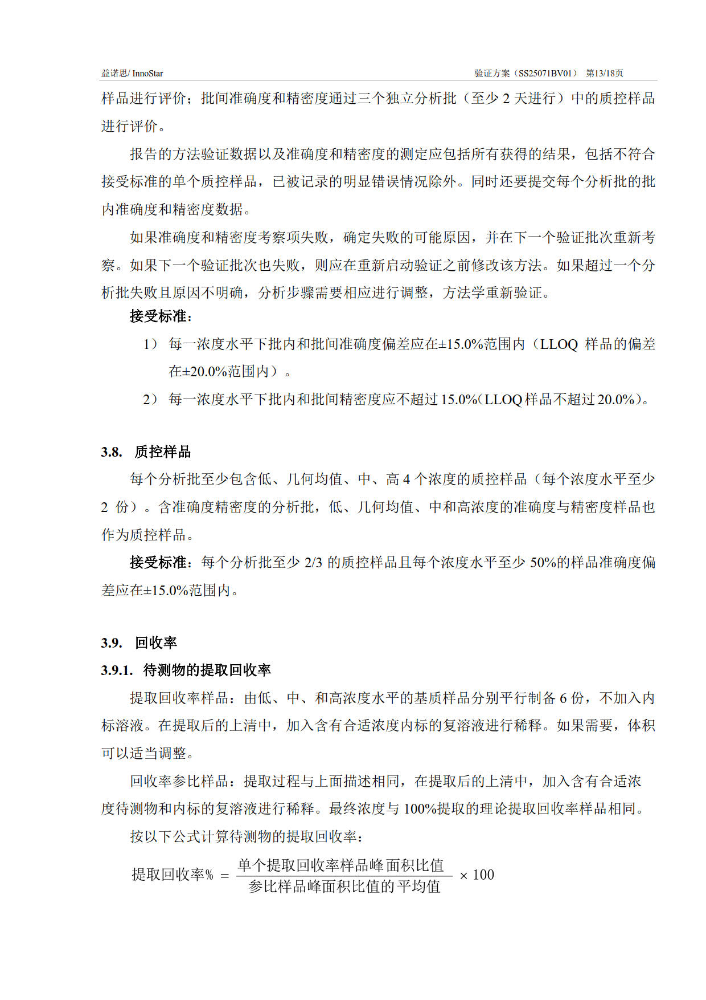 益诺思/ InnoStar 验证方案（SS25071BV01） 第13/18页
样品进行评价；批间准确度和精密度通过三个独立分析批（至少 2 天进行）中的质控样品
进行评价。
报告的方法验证数据以及准确度和精密度的测定应包括所有获得的结果，包括不符合
接受标准的单个质控样品，已被记录的明显错误情况除外。同时还要提交每个分析批的批
内准确度和精密度数据。
如果准确度和精密度考察项失败，确定失败的可能原因，并在下一个验证批次重新考
察。如果下一个验证批次也失败，则应在重新启动验证之前修改该方法。如果超过一个分
析批失败且原因不明确，分析步骤需要相应进行调整，方法学重新验证。
接受标准：
1） 每一浓度水平下批内和批间准确度偏差应在±15.0%范围内（LLOQ 样品的偏差
在±20.0%范围内）。
2） 每一浓度水平下批内和批间精密度应不超过15.0%（LLOQ样品不超过20.0%）。
3.8. 质控样品
每个分析批至少包含低、几何均值、中、高 4 个浓度的质控样品（每个浓度水平至少
2 份）。含准确度精密度的分析批，低、几何均值、中和高浓度的准确度与精密度样品也
作为质控样品。
接受标准：每个分析批至少 2/3 的质控样品且每个浓度水平至少 50%的样品准确度偏
差应在±15.0%范围内。
3.9. 回收率
3.9.1. 待测物的提取回收率
提取回收率样品：由低、中、和高浓度水平的基质样品分别平行制备 6 份，不加入内
标溶液。在提取后的上清中，加入含有合适浓度内标的复溶液进行稀释。如果需要，体积
可以适当调整。
回收率参比样品：提取过程与上面描述相同，在提取后的上清中，加入含有合适浓
度待测物和内标的复溶液进行稀释。最终浓度与 100%提取的理论提取回收率样品相同。
按以下公式计算待测物的提取回收率：
单个提取回收率样品峰面积比值
提取回收率% = × 100
参比样品峰面积比值的平均值